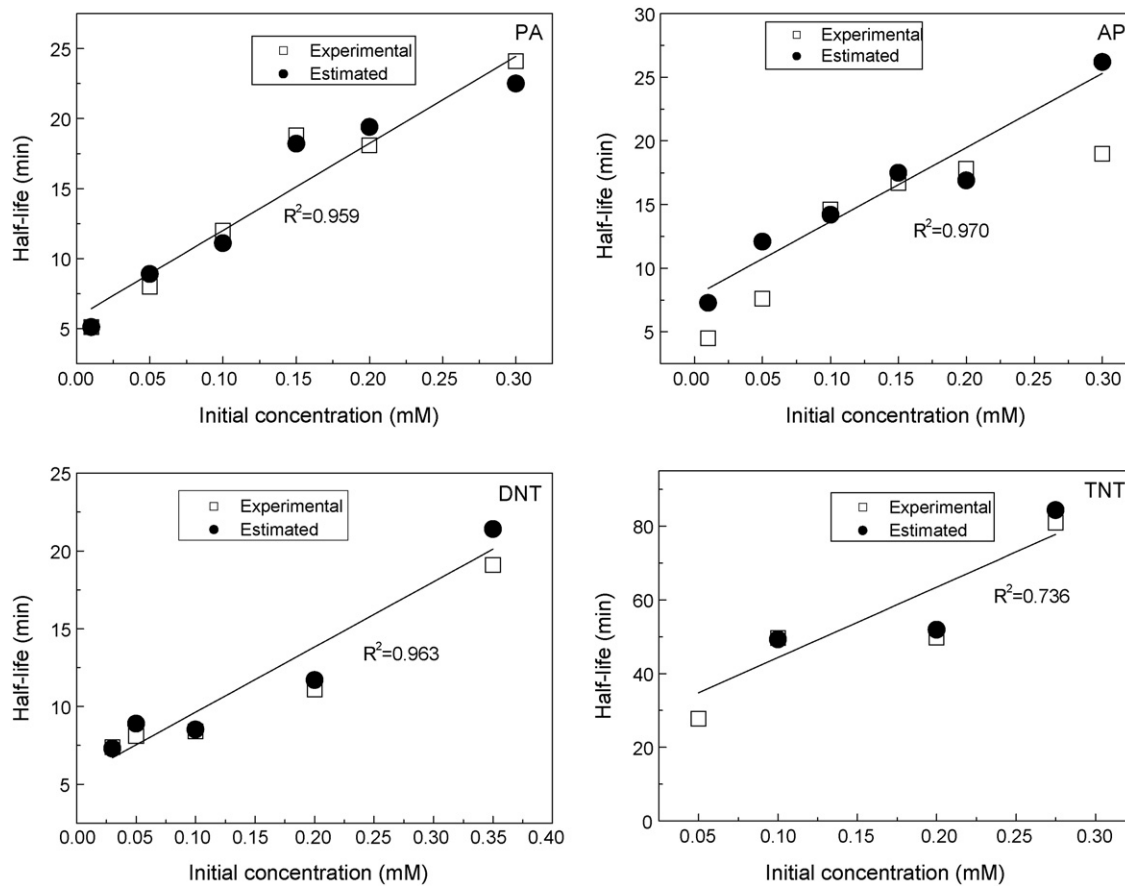 PA
Experimental
Estimated
25
20
15
10
5
Half-life (min)
R²=0.959
0.00 0.05 0.10 0.15 0.20 0.25 0.30
Initial concentration (mM)
AP
Experimental
Estimated
30
25
20
15
10
5
Half-life (min)
R²=0.970
0.00 0.05 0.10 0.15 0.20 0.25 0.30
Initial concentration (mM)
DNT
Experimental
Estimated
25
20
15
10
5
Half-life (min)
R²=0.963
0.00 0.05 0.10 0.15 0.20 0.25 0.30 0.35 0.40
Initial concentration (mM)
TNT
Experimental
Estimated
80
60
40
20
0
Half-life (min)
R²=0.736
0.05 0.10 0.15 0.20 0.25 0.30
Initial concentration (mM)